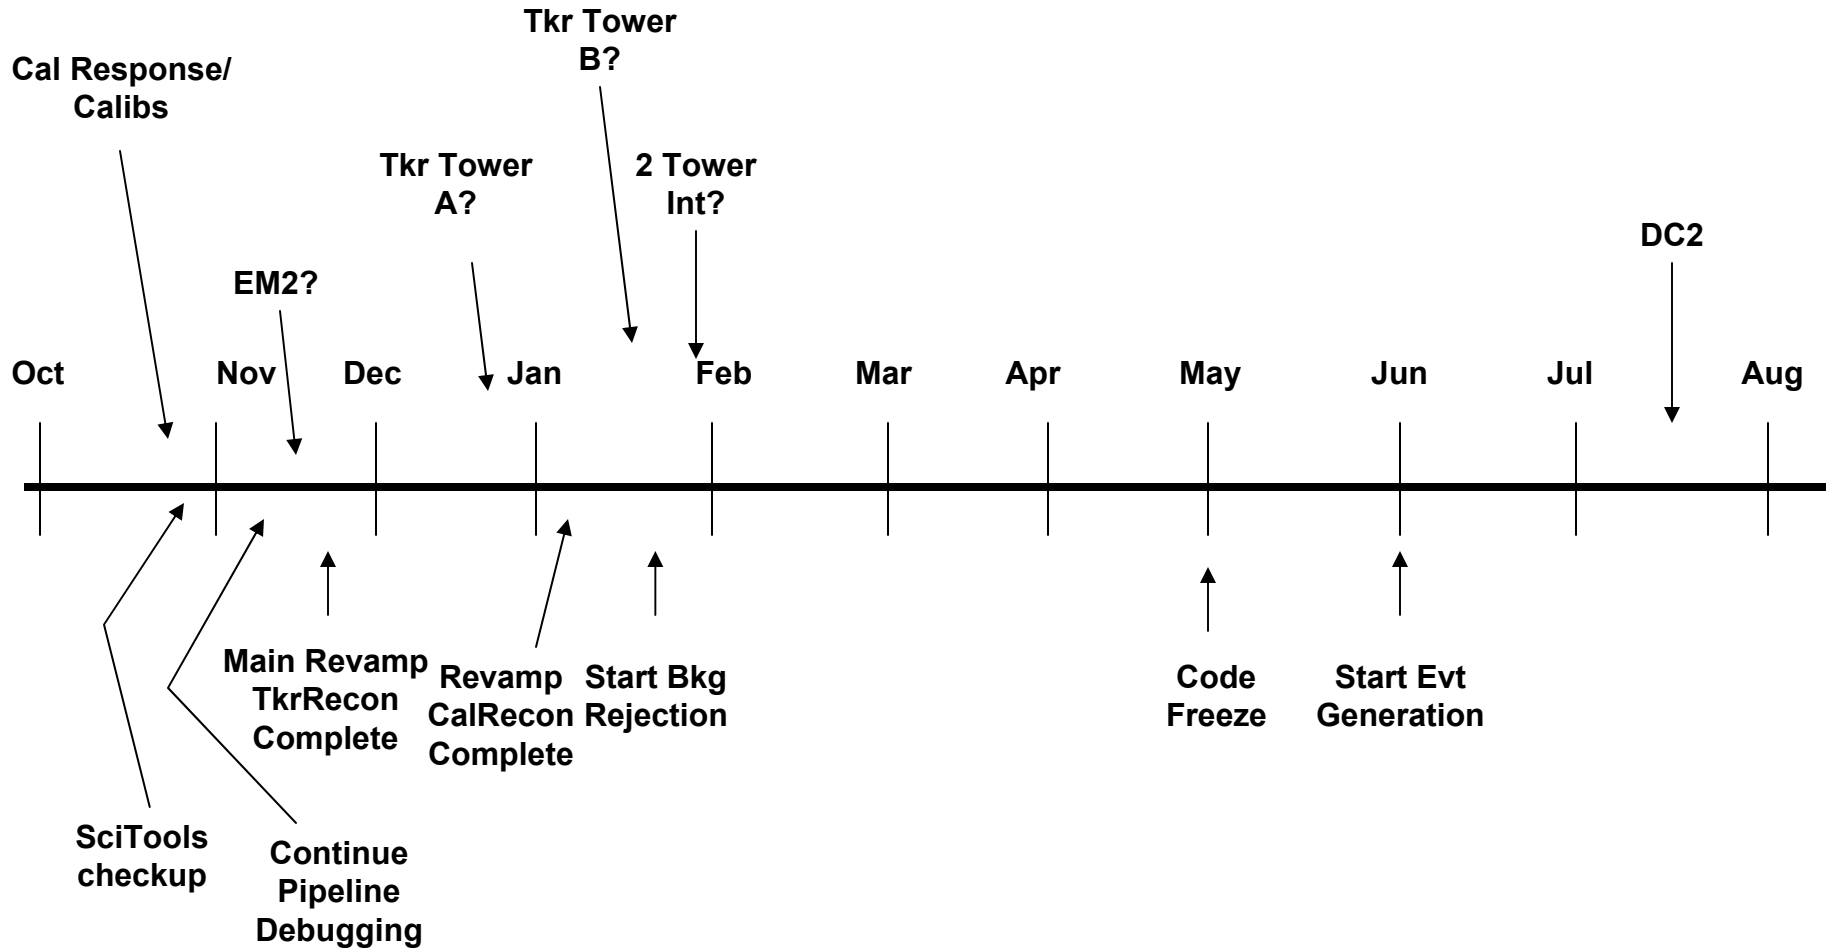 Tkr Tower
B?
Cal Response/
Calibs
Tkr Tower
A?
2 Tower
Int?
DC2
EM2?
Oct
Nov
Dec
Jan
Feb
Mar
Apr
May
Jun
Jul
Aug
Main Revamp
TkrRecon
Complete
Revamp
CalRecon
Complete
Start Bkg
Rejection
Code
Freeze
Start Evt
Generation
SciTools
checkup
Continue
Pipeline
Debugging